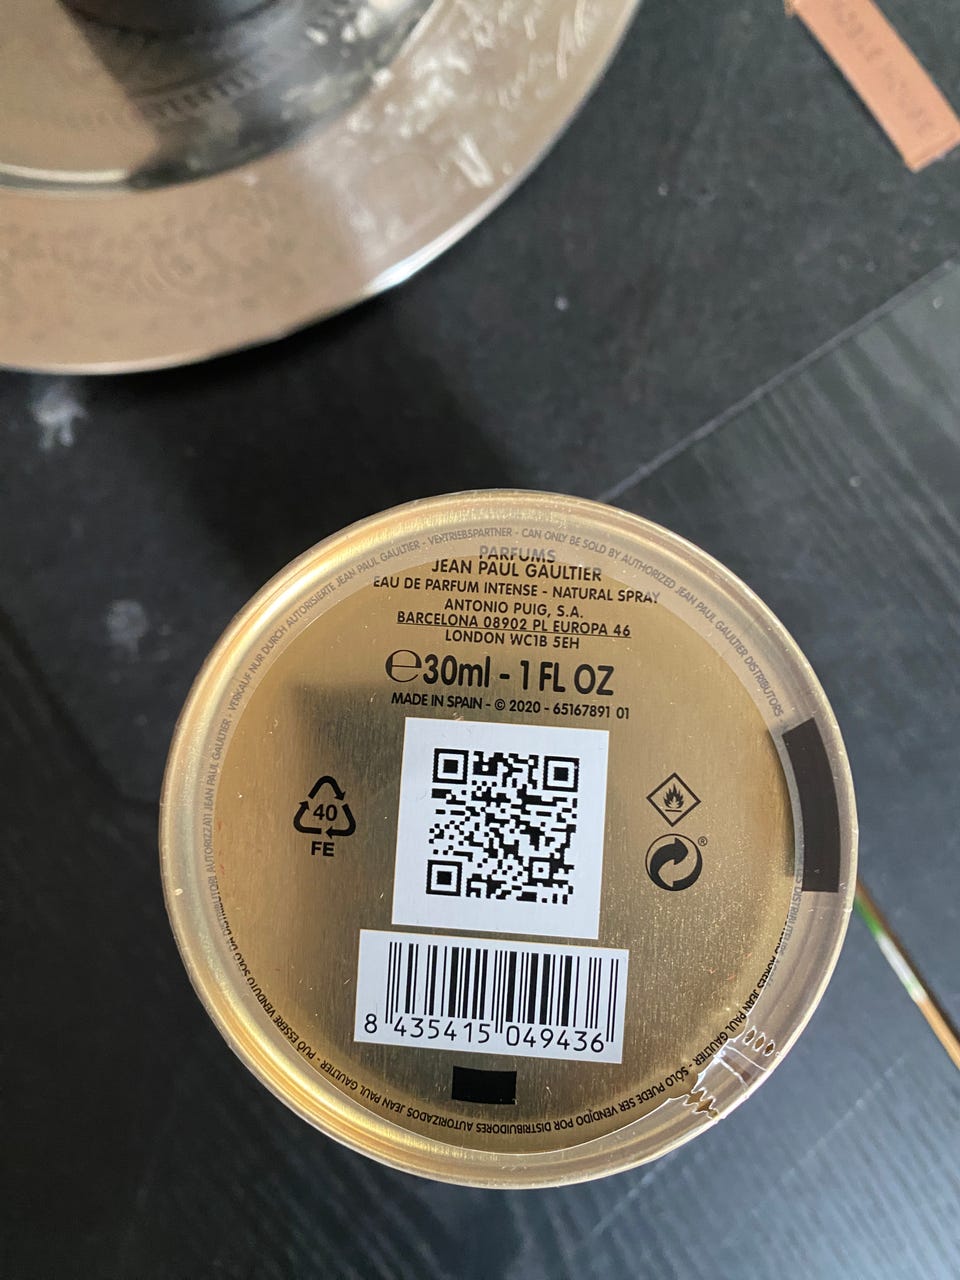 PARFUMS
JEAN PAUL GAULTIER
EAU DE PARFUM INTENSE - NATURAL SPRAY
ANTONIO PUIG, S.A.
BARCELONA 08902 PL EUROPA 46
LONDON WC1B 5EH
℮30ml - 1 FL OZ
MADE IN SPAIN - © 2020 - 65167891 01
40
FE
®
8 435415 049436
VERKAUF NUR DURCH AUTORISIERTE JEAN PAUL GAULTIER - VERTRIEBSPARTNER - CAN ONLY BE SOLD BY AUTHORIZED JEAN PAUL GAULTIER DISTRIBUTORS
AGRÉÉS JEAN PAUL GAULTIER - SÓLO PUEDE SER VENDIDO POR DISTRIBUIDORES AUTORIZADOS JEAN PAUL GAULTIER - PUÒ ESSERE VENDUTO SOLO DA DISTRIBUTORI AUTORIZZATI JEAN PAUL GAULTIER -